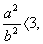 a²/b² ⟨3,